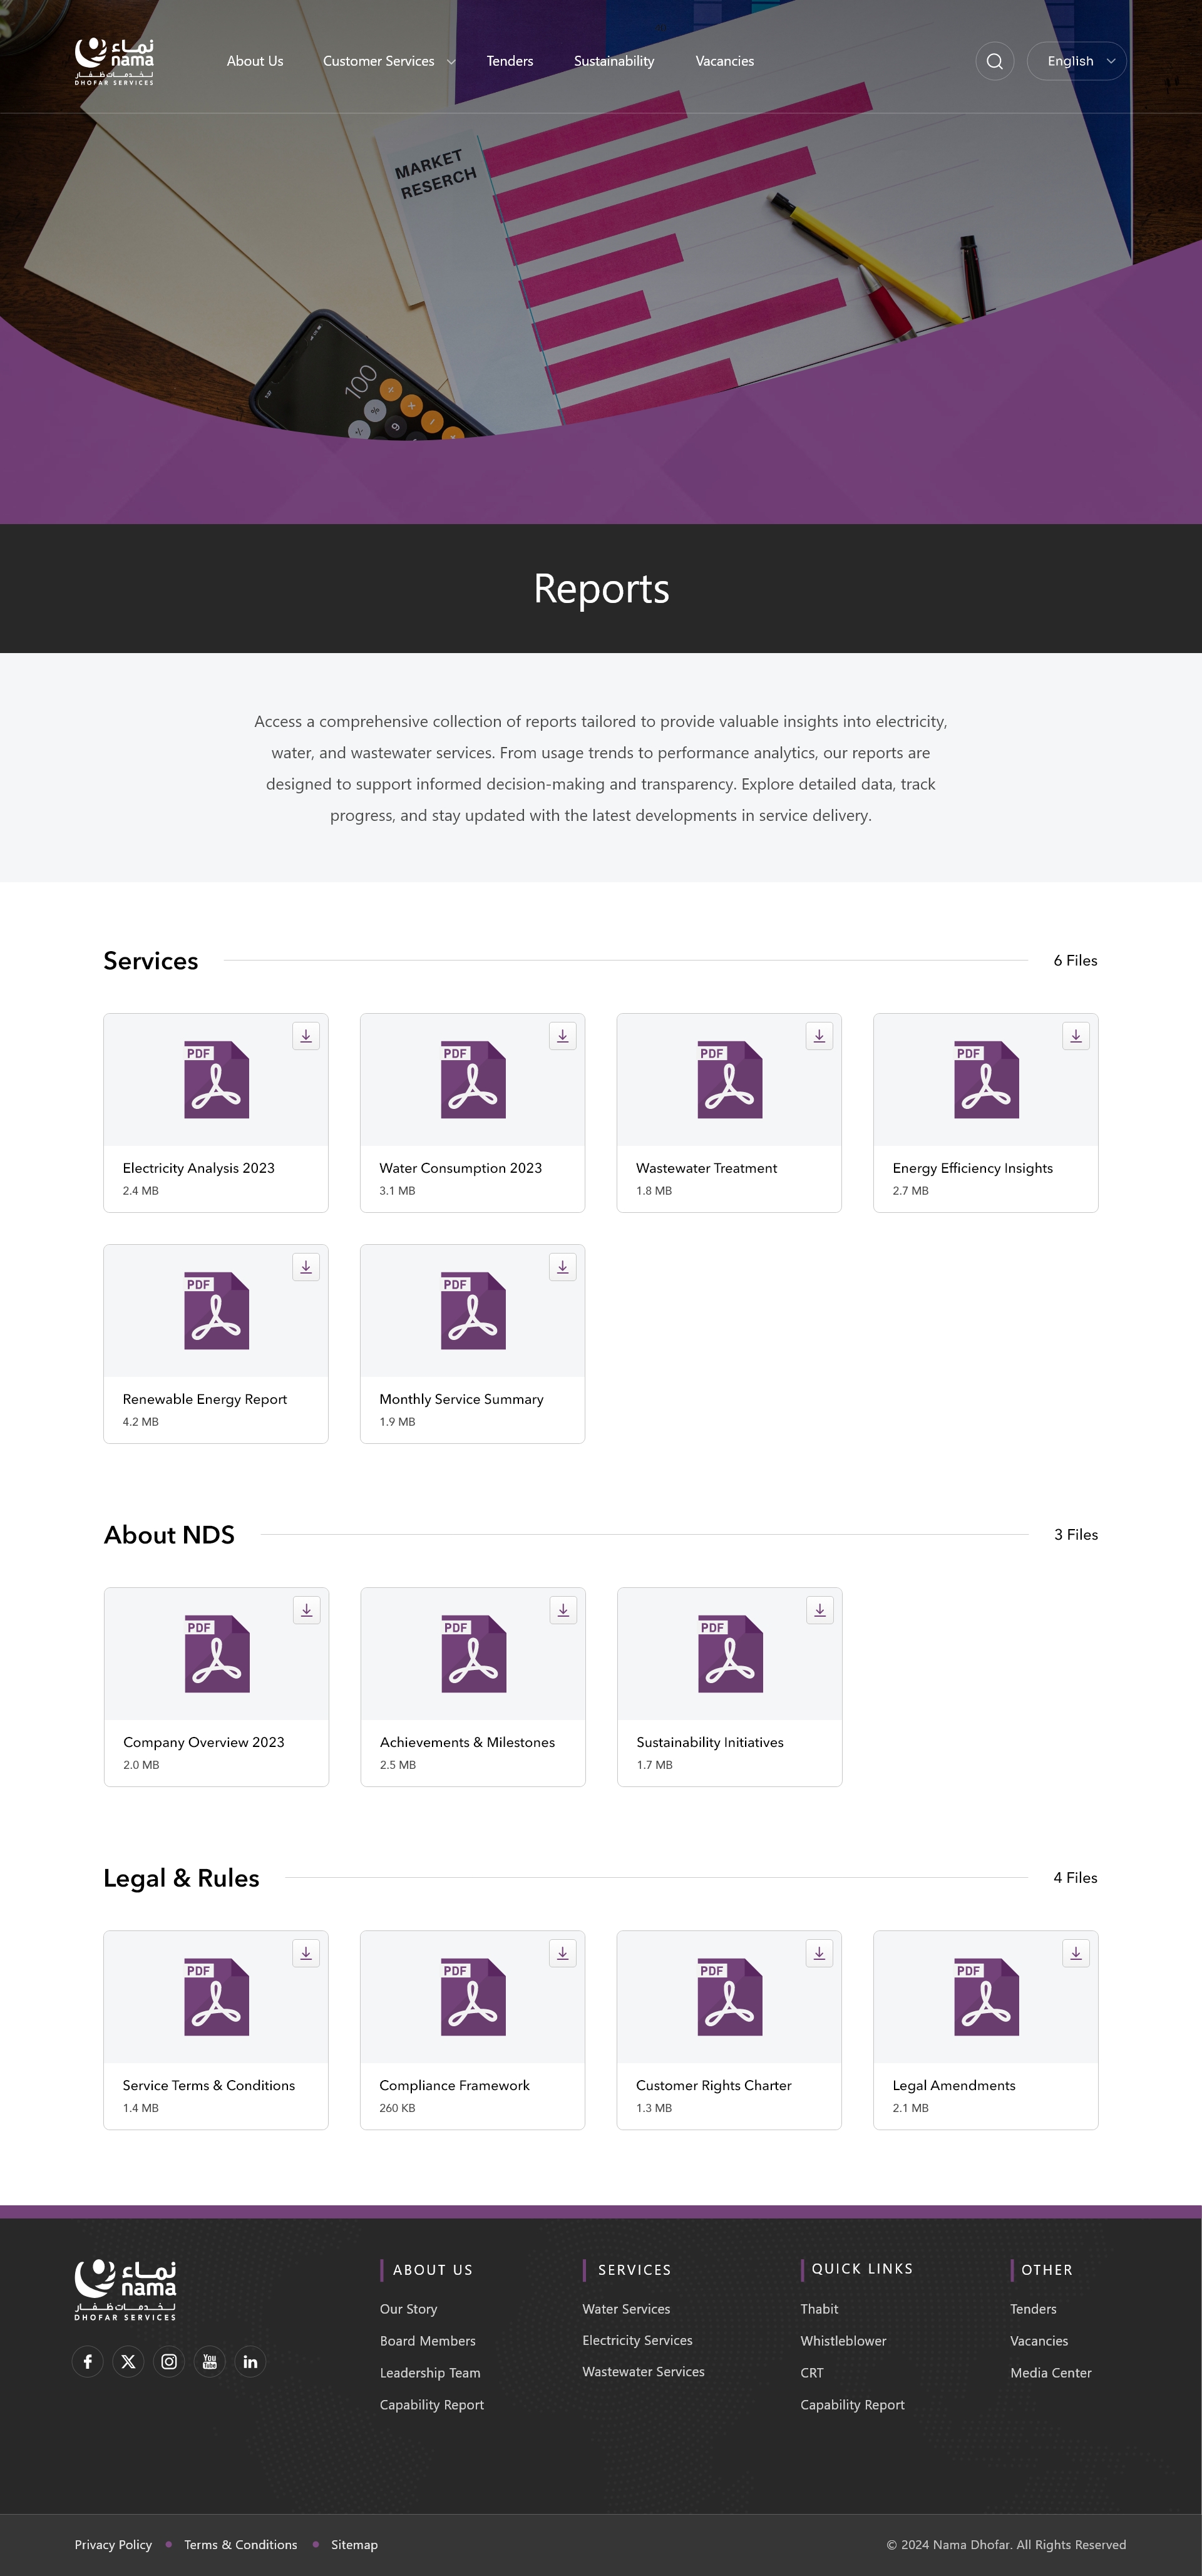 نماء
nama
لخدمات ظفار
DHOFAR SERVICES
About Us
Customer Services
Tenders
Sustainability
Vacancies
English
MARKET
RESERCH
100
Reports
Access a comprehensive collection of reports tailored to provide valuable insights into electricity,
water, and wastewater services. From usage trends to performance analytics, our reports are
designed to support informed decision-making and transparency. Explore detailed data, track
progress, and stay updated with the latest developments in service delivery.
Services
6 Files
PDF
PDF
PDF
PDF
Electricity Analysis 2023
Water Consumption 2023
Wastewater Treatment
Energy Efficiency Insights
2.4 MB
3.1 MB
1.8 MB
2.7 MB
PDF
PDF
Renewable Energy Report
Monthly Service Summary
4.2 MB
1.9 MB
About NDS
3 Files
PDF
PDF
PDF
Company Overview 2023
Achievements & Milestones
Sustainability Initiatives
2.0 MB
2.5 MB
1.7 MB
Legal & Rules
4 Files
PDF
PDF
PDF
PDF
Service Terms & Conditions
Compliance Framework
Customer Rights Charter
Legal Amendments
1.4 MB
260 KB
1.3 MB
2.1 MB
نماء
nama
لخدمات ظفار
DHOFAR SERVICES
You
Tube
in
ABOUT US
Our Story
Board Members
Leadership Team
Capability Report
SERVICES
Water Services
Electricity Services
Wastewater Services
QUICK LINKS
Thabit
Whistleblower
CRT
Capability Report
OTHER
Tenders
Vacancies
Media Center
Privacy Policy
Terms & Conditions
Sitemap
© 2024 Nama Dhofar. All Rights Reserved